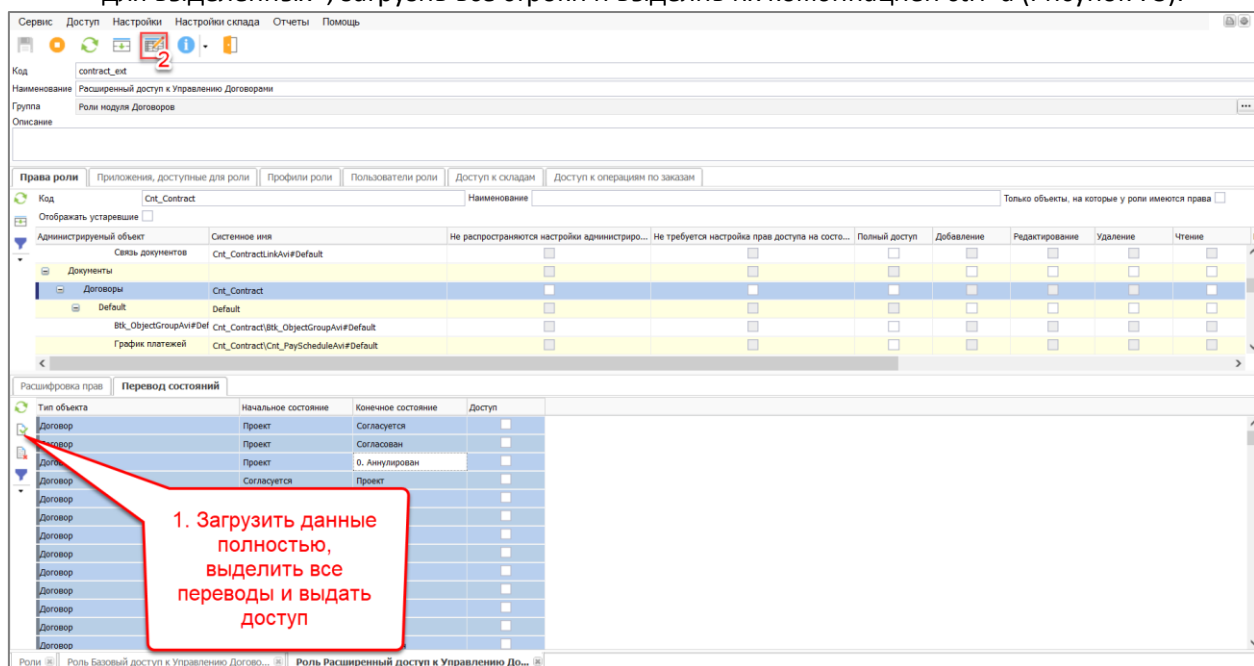 Сервис Доступ Настройки Настройки склада Отчеты Помощь
2
Код contract_ext
Наименование Расширенный доступ к Управлению Договорами
Группа Роли модуля Договоров ...
Описание
Права роли Приложения, доступные для роли Профили роли Пользователи роли Доступ к складам Доступ к операциям по заказам
Код Cnt_Contract Наименование Только объекты, на которые у роли имеются права
Отображать устаревшие
Администрируемый объект Системное имя Не распространяются настройки администриро... Не требуется настройка прав доступа на состо... Полный доступ Добавление Редактирование Удаление Чтение
Связь документов Cnt_ContractLinkAvi#Default
Документы
Договоры Cnt_Contract
Default Default
Btk_ObjectGroupAvi#Def Cnt_Contract\Btk_ObjectGroupAvi#Default
График платежей Cnt_Contract\Cnt_PayScheduleAvi#Default
Расшифровка прав Перевод состояний
Тип объекта Начальное состояние Конечное состояние Доступ
Договор Проект Согласуется
Договор Проект Согласован
Проект 0. Аннулирован
Договор Согласуется Проект
Договор
Договор
Договор
Договор
Договор
Договор
Договор
Договор
Договор
1. Загрузить данные
полностью,
выделить все
переводы и выдать
доступ
Роли Роль Базовый доступ к Управлению Догово... Роль Расширенный доступ к Управлению До...